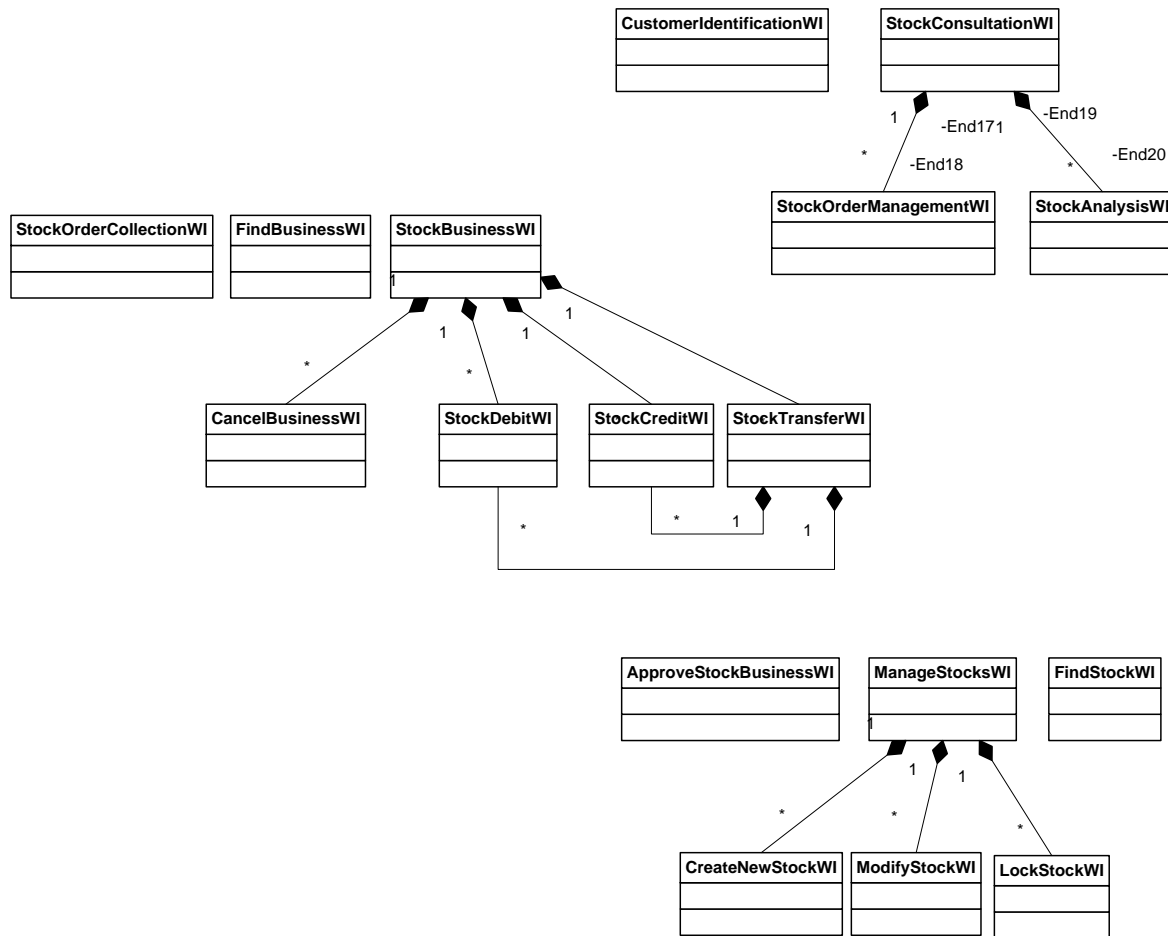 CustomerIdentificationWI
StockConsultationWI
1
-End171
-End19
*
-End18
*
-End20
StockOrderManagementWI
StockAnalysisWI
StockOrderCollectionWI
FindBusinessWI
StockBusinessWI
1
1
1
1
*
*
CancelBusinessWI
StockDebitWI
StockCreditWI
StockTransferWI
*
*
1
1
ApproveStockBusinessWI
ManageStocksWI
FindStockWI
1
1
1
*
*
*
CreateNewStockWI
ModifyStockWI
LockStockWI